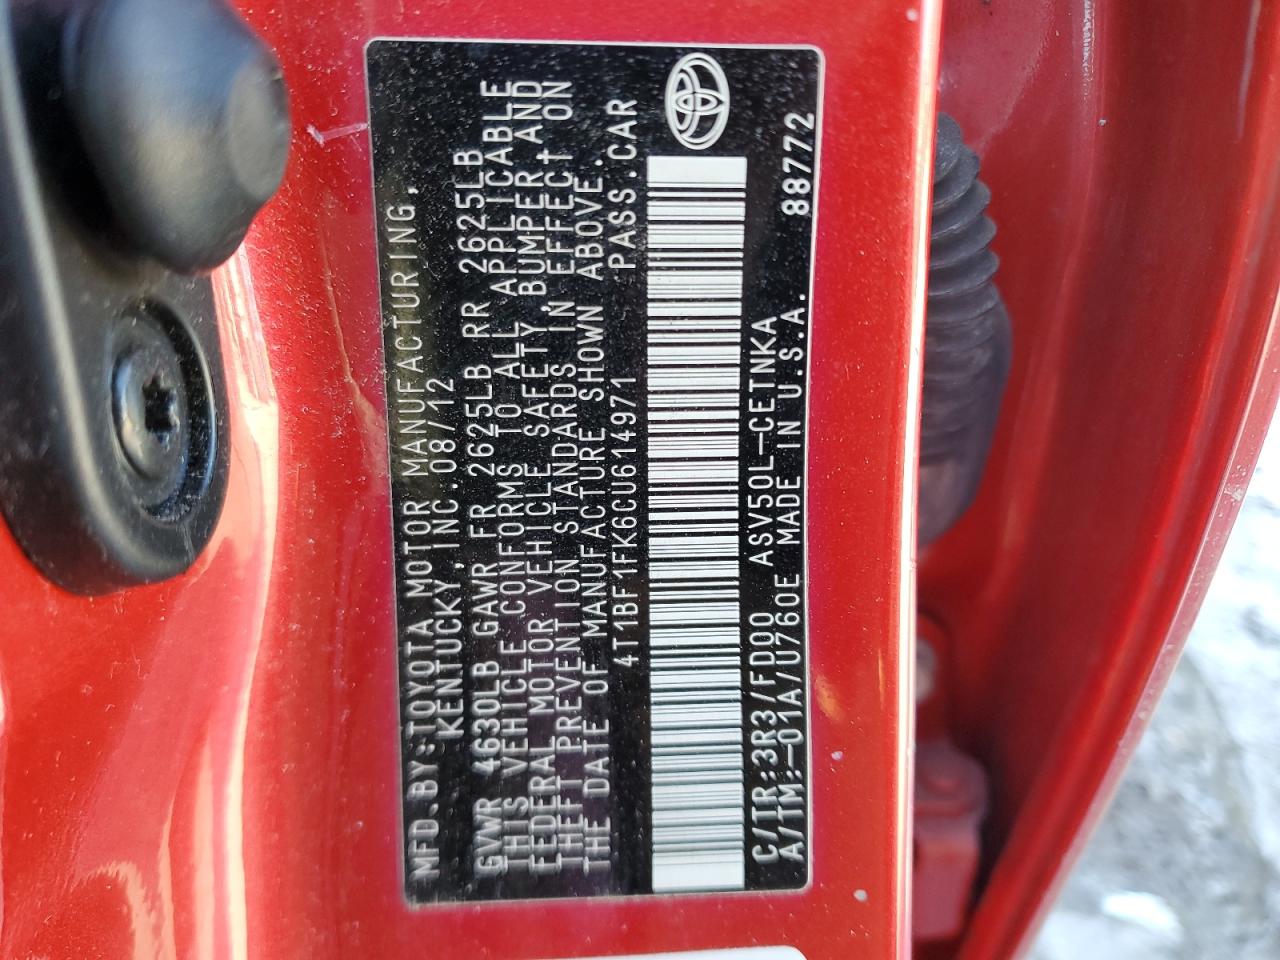 MFD.BY:TOYOTA MOTOR MANUFACTURING,
KENTUCKY,INC.08/12
GVWR 4630LB GAWR FR 2625LB RR 2625LB
THIS VEHICLE CONFORMS TO ALL APPLICABLE
FEDERAL MOTOR VEHICLE SAFETY,BUMPER,AND
THEFT PREVENTION STANDARDS IN EFFECT ON
THE DATE OF MANUFACTURE SHOWN ABOVE.
4T1BF1FK6CU614971 PASS.CAR
C/TR:3R3/FD00 ASV50L-CETNKA 88772
A/TM:-01A/U760E MADE IN U.S.A.